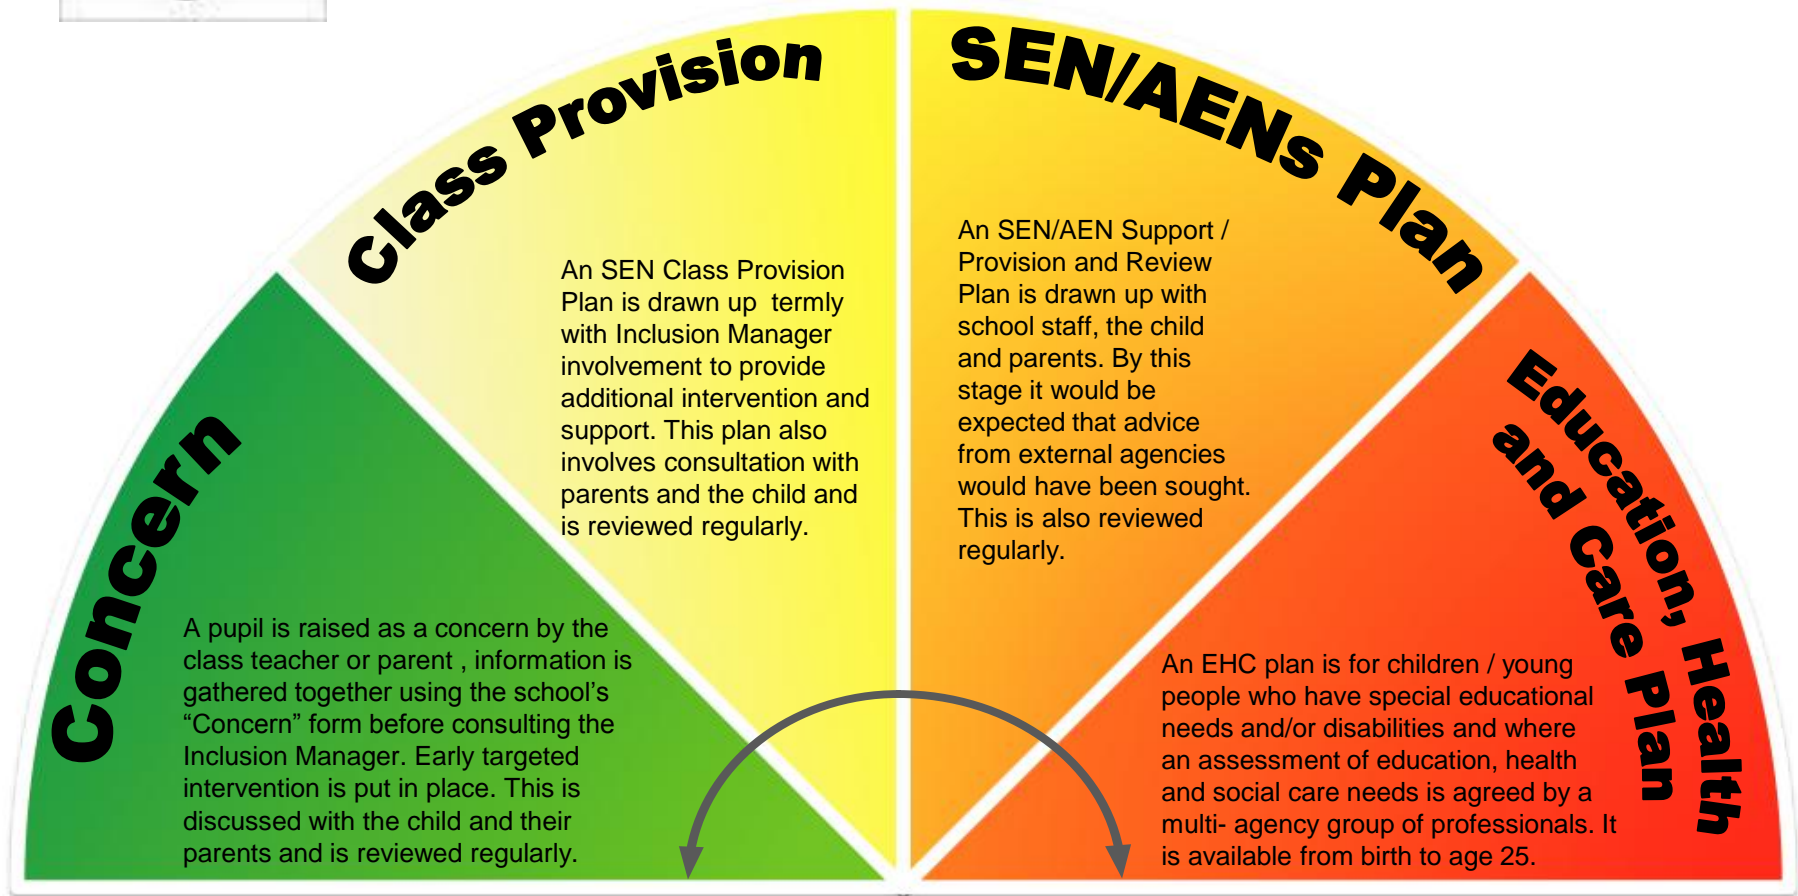 Concern
A pupil is raised as a concern by the
class teacher or parent , information is
gathered together using the school’s
“Concern” form before consulting the
Inclusion Manager. Early targeted
intervention is put in place. This is
discussed with the child and their
parents and is reviewed regularly.
Class Provision
An SEN Class Provision
Plan is drawn up  termly
with Inclusion Manager
involvement to provide
additional intervention and
support. This plan also
involves consultation with
parents and the child and
is reviewed regularly.
SEN/AENs Plan
An SEN/AEN Support /
Provision and Review
Plan is drawn up with
school staff, the child
and parents. By this
stage it would be
expected that advice
from external agencies
would have been sought.
This is also reviewed
regularly.
Education, Health
and Care Plan
An EHC plan is for children / young
people who have special educational
needs and/or disabilities and where
an assessment of education, health
and social care needs is agreed by a
multi- agency group of professionals. It
is available from birth to age 25.